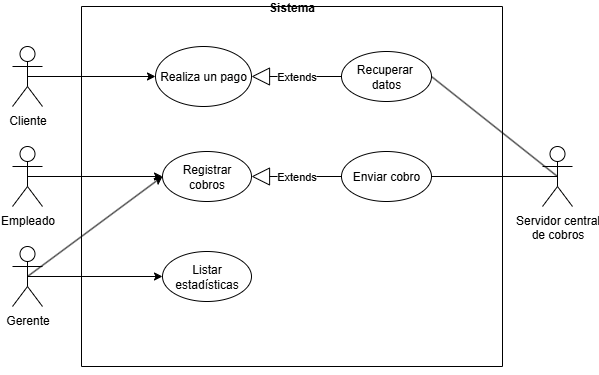 Sistema
Realiza un pago
Extends
Recuperar
datos
Cliente
Registrar
cobros
Extends
Enviar cobro
Empleado
Servidor central
de cobros
Listar
estadísticas
Gerente